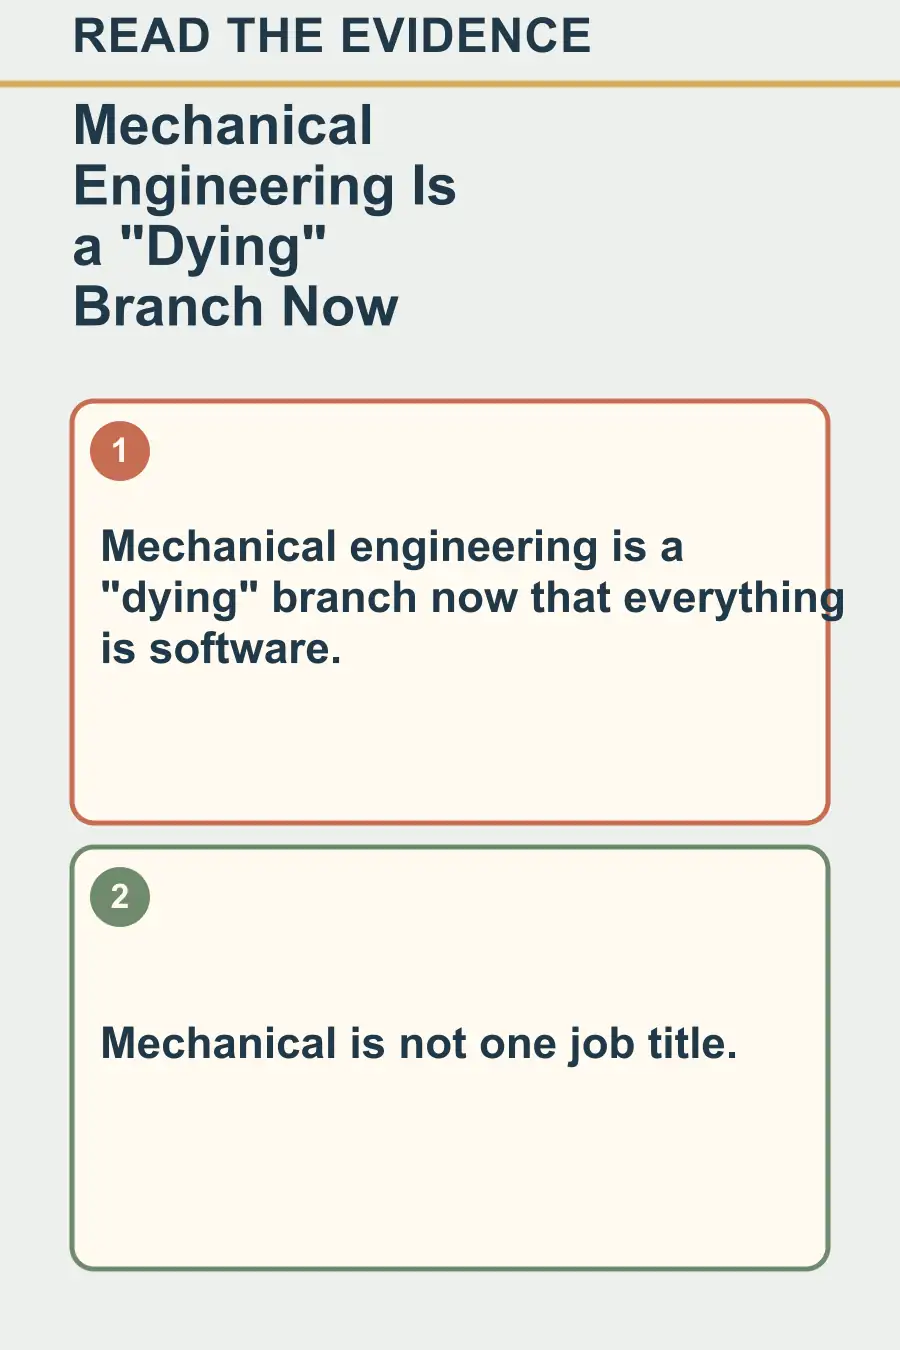 READ THE EVIDENCE
Mechanical
Engineering Is
a "Dying"
Branch Now
1
Mechanical engineering is a
"dying" branch now that everything
is software.
2
Mechanical is not one job title.